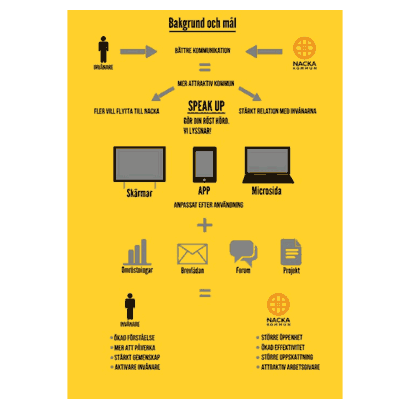 Bakgrund och mål
BÄTTRE KOMMUNIKATION
INVÅNARE
NACKA
KOMMUN
MER ATTRAKTIV KOMMUN
FLER VILL FLYTTA TILL NACKA
SPEAK UP
GÖR DIN RÖST HÖRD.
VI LYSSNAR!
STÄRKT RELATION MED INVÅNARNA
Skärmar
APP
Microsida
ANPASSAT EFTER ANVÄNDNING
Omröstningar
Brevlådan
Forum
Projekt
INVÅNARE
NACKA
KOMMUN
ÖKAD FÖRSTÅELSE
MER ATT PÅVERKA
STÄRKT GEMENSKAP
AKTIVARE INVÅNARE
STÖRRE ÖPPENHET
ÖKAD EFFEKTIVITET
STÖRRE UPPSKATTNING
ATTRAKTIV ARBETSGIVARE